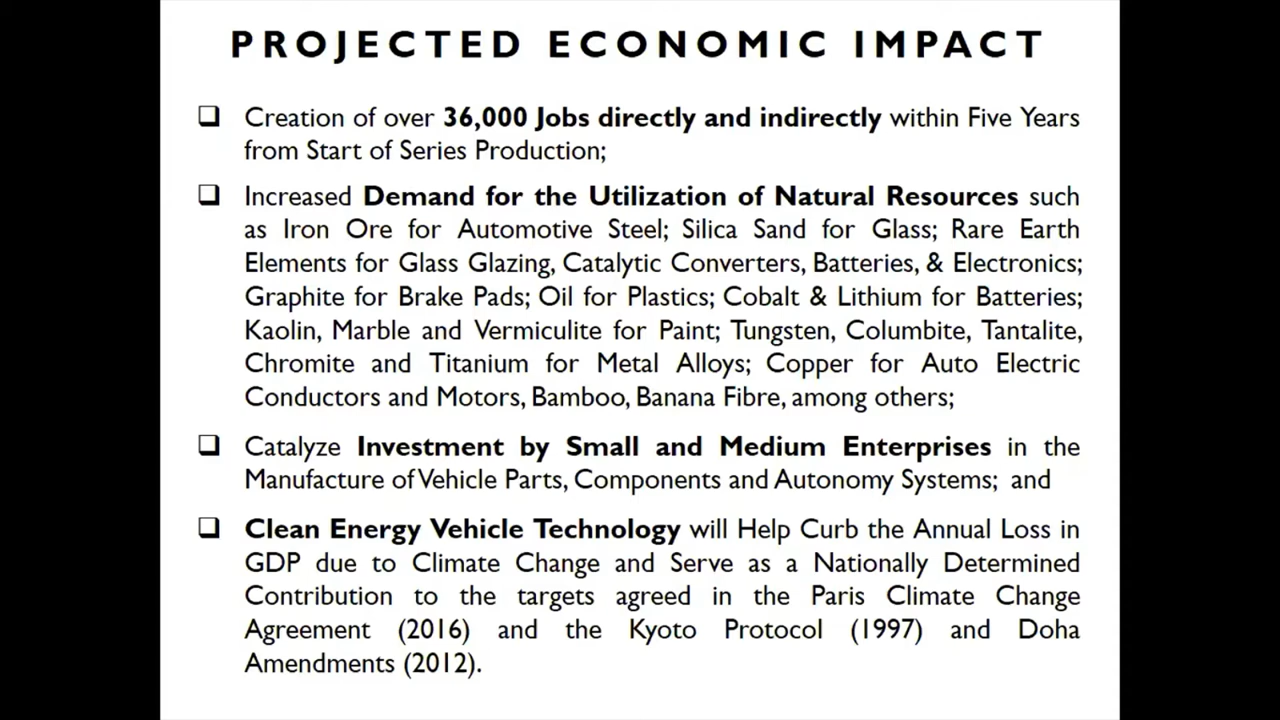 PROJECTED ECONOMIC IMPACT
❑ Creation of over 36,000 Jobs directly and indirectly within Five Years
from Start of Series Production;
❑ Increased Demand for the Utilization of Natural Resources such
as Iron Ore for Automotive Steel; Silica Sand for Glass; Rare Earth
Elements for Glass Glazing, Catalytic Converters, Batteries, & Electronics;
Graphite for Brake Pads; Oil for Plastics; Cobalt & Lithium for Batteries;
Kaolin, Marble and Vermiculite for Paint; Tungsten, Columbite, Tantalite,
Chromite and Titanium for Metal Alloys; Copper for Auto Electric
Conductors and Motors, Bamboo, Banana Fibre, among others;
❑ Catalyze Investment by Small and Medium Enterprises in the
Manufacture of Vehicle Parts, Components and Autonomy Systems; and
❑ Clean Energy Vehicle Technology will Help Curb the Annual Loss in
GDP due to Climate Change and Serve as a Nationally Determined
Contribution to the targets agreed in the Paris Climate Change
Agreement (2016) and the Kyoto Protocol (1997) and Doha
Amendments (2012).